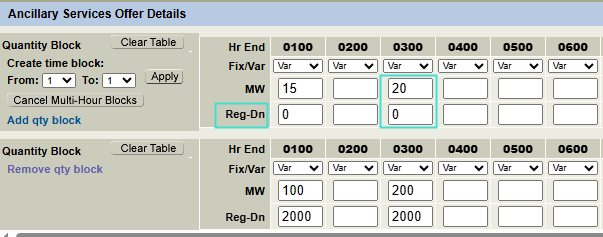 Ancillary Services Offer Details
Quantity Block Clear Table Hr End 0100 0200 0300 0400 0500 0600
Create time block: Fix/Var Var Var Var Var Var Var
From: 1 To: 1 Apply MW 15 20
Cancel Multi-Hour Blocks
Add qty block Reg-Dn 0 0
Quantity Block Clear Table Hr End 0100 0200 0300 0400 0500 0600
Remove qty block Fix/Var Var Var Var Var Var Var
MW 100 200
Reg-Dn 2000 2000